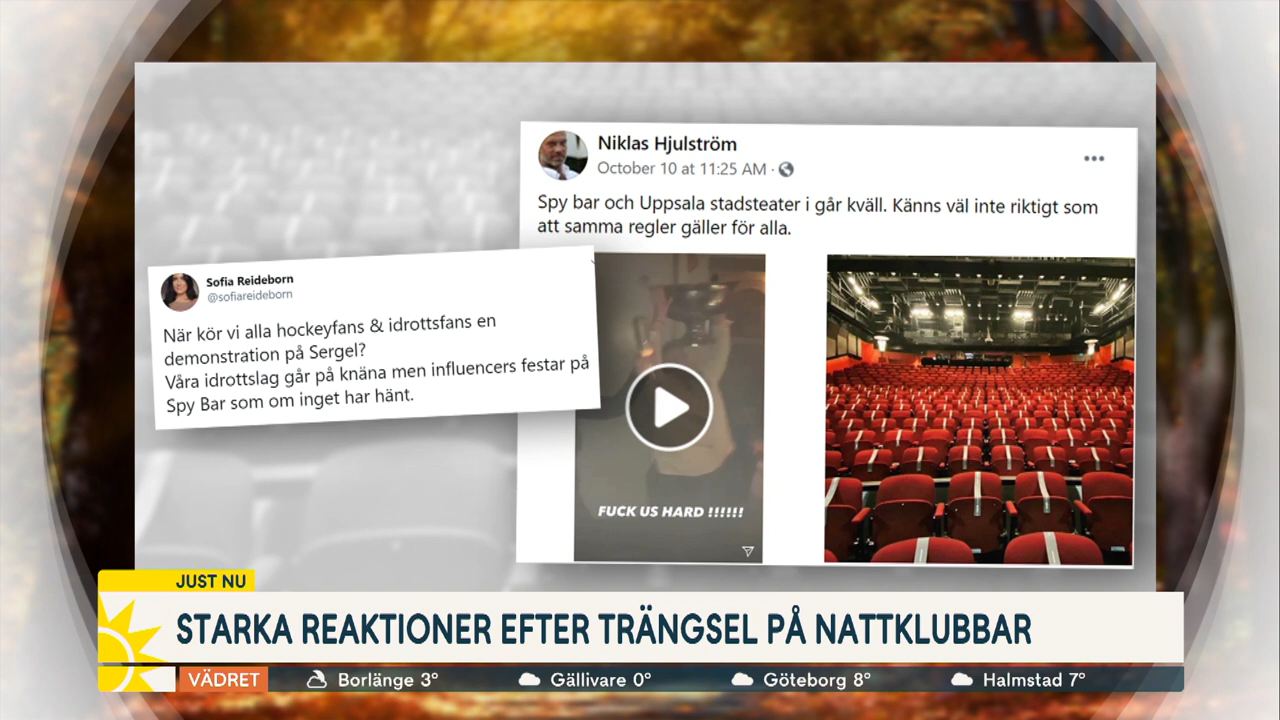 Niklas Hjulström
October 10 at 11:25 AM ·
Spy bar och Uppsala stadsteater i går kväll. Känns väl inte riktigt som
att samma regler gäller för alla.
Sofia Reideborn
@sofiareideborn
När kör vi alla hockeyfans & idrottsfans en
demonstration på Sergel?
Våra idrottslag går på knäna men influencers festar på
Spy Bar som om inget har hänt.
FUCK US HARD !!!!!!
JUST NU
STARKA REAKTIONER EFTER TRÄNGSEL PÅ NATTKLUBBAR
VÄDRET Borlänge 3° Gällivare 0° Göteborg 8° Halmstad 7°